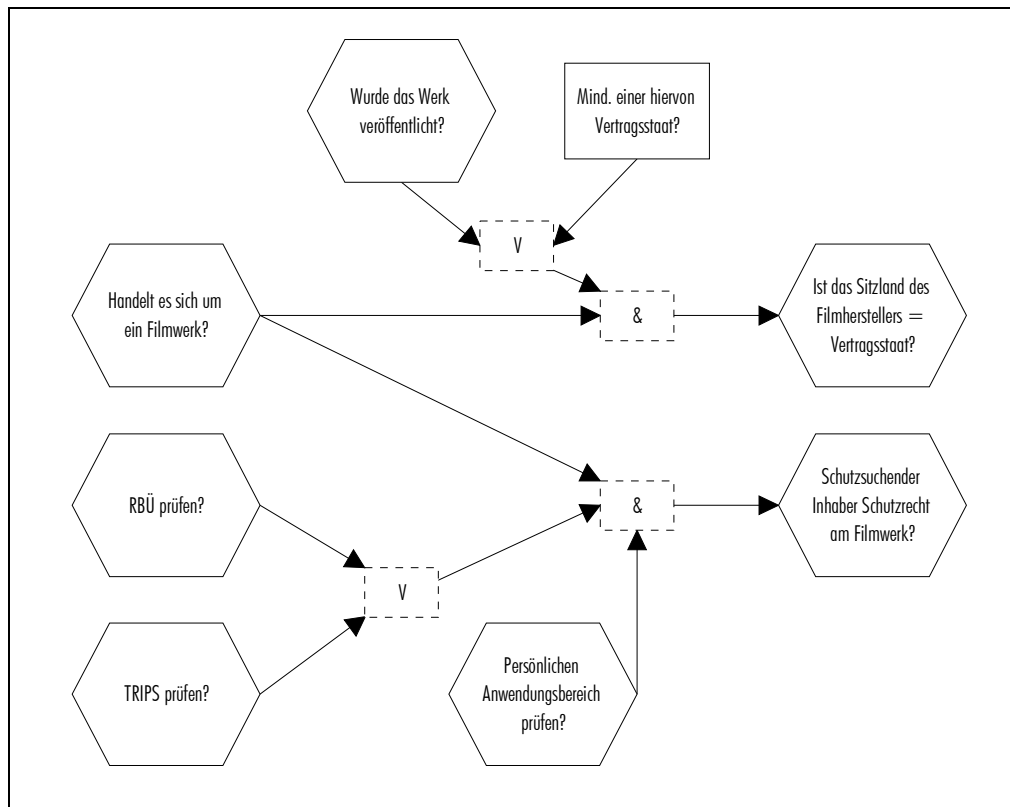 Wurde das Werk
veröffentlicht?
Mind. einer hiervon
Vertragsstaat?
V
Handelt es sich um
ein Filmwerk?
&
Ist das Sitzland des
Filmherstellers =
Vertragsstaat?
RBÜ prüfen?
&
Schutzsuchender
Inhaber Schutzrecht
am Filmwerk?
V
TRIPS prüfen?
Persönlichen
Anwendungsbereich
prüfen?